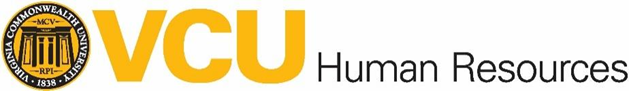 VIRGINIA COMMONWEALTH UNIVERSITY
MCV
RPI
· 1838 ·
VCU Human Resources